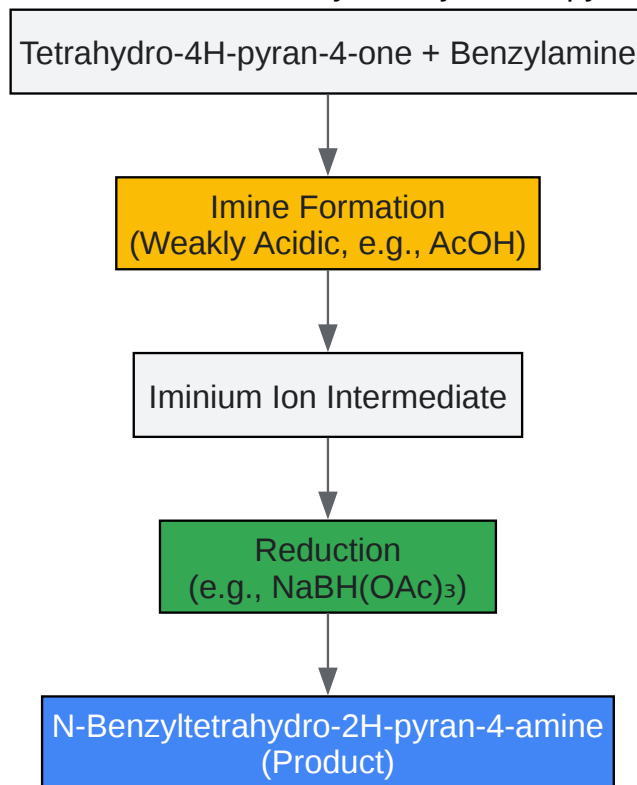 Tetrahydro-4H-pyran-4-one + Benzylamine
Imine Formation
(Weakly Acidic, e.g., AcOH)
Iminium Ion Intermediate
Reduction
(e.g., NaBH(OAc)₃)
N-Benzyltetrahydro-2H-pyran-4-amine
(Product)